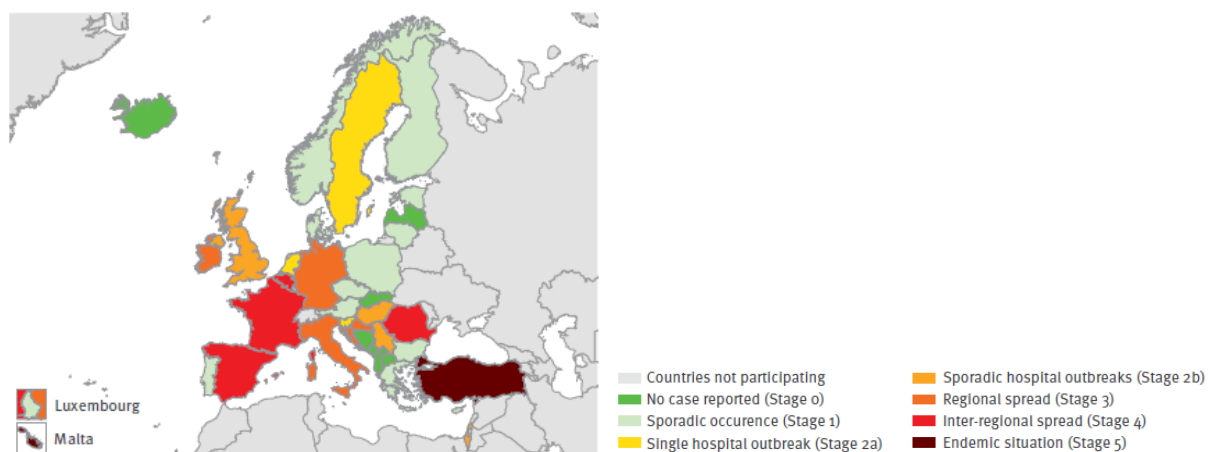 Luxembourg
Malta
Countries not participating
No case reported (Stage 0)
Sporadic occurence (Stage 1)
Single hospital outbreak (Stage 2a)
Sporadic hospital outbreaks (Stage 2b)
Regional spread (Stage 3)
Inter-regional spread (Stage 4)
Endemic situation (Stage 5)